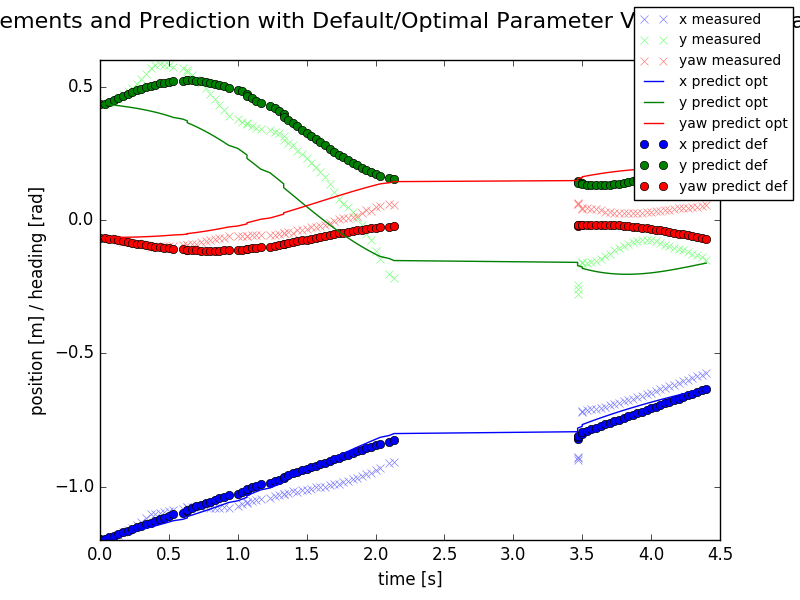 ements and Prediction with Default/Optimal Parameter V
x measured
y measured
yaw measured
x predict opt
y predict opt
yaw predict opt
x predict def
y predict def
yaw predict def
position [m] / heading [rad]
0.5
0.0
−0.5
−1.0
0.0 0.5 1.0 1.5 2.0 2.5 3.0 3.5 4.0 4.5
time [s]